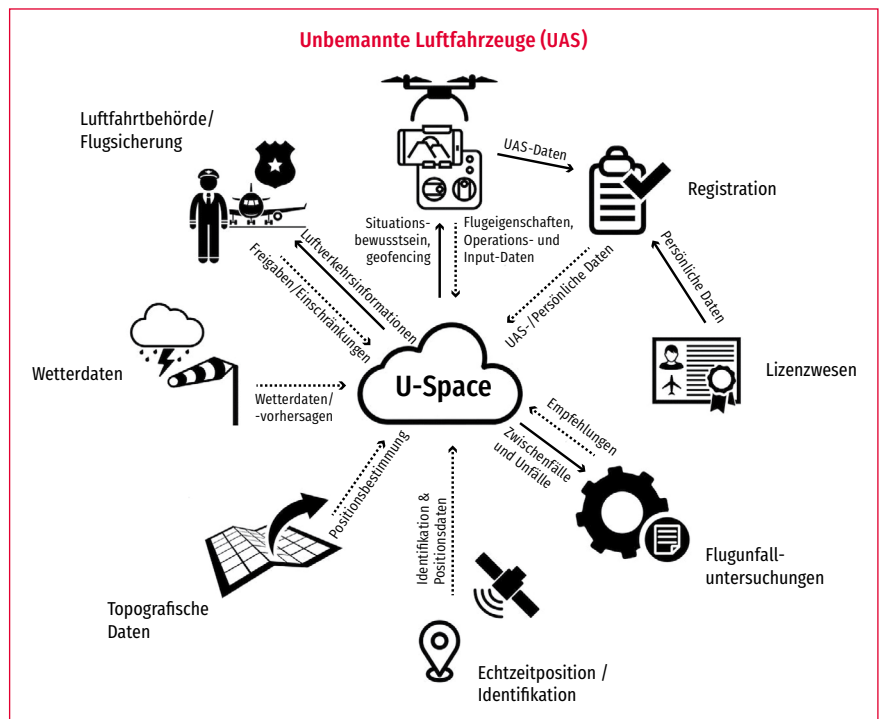 Unbemannte Luftfahrzeuge (UAS)
Luftfahrtbehörde/
Flugsicherung
UAS-Daten
Registration
Situations-
bewusstsein,
geofencing
Flugeigenschaften,
Operations- und
Input-Daten
Luftverkehrsinformationen
Freigaben/Einschränkungen
UAS-/Persönliche Daten
Persönliche Daten
Wetterdaten
Wetterdaten/
-vorhersagen
U-Space
Lizenzwesen
Empfehlungen
Zwischenfälle
und Unfälle
Positionsbestimmung
Identifikation &
Positionsdaten
Flugunfall-
untersuchungen
Topografische
Daten
Echtzeitposition /
Identifikation